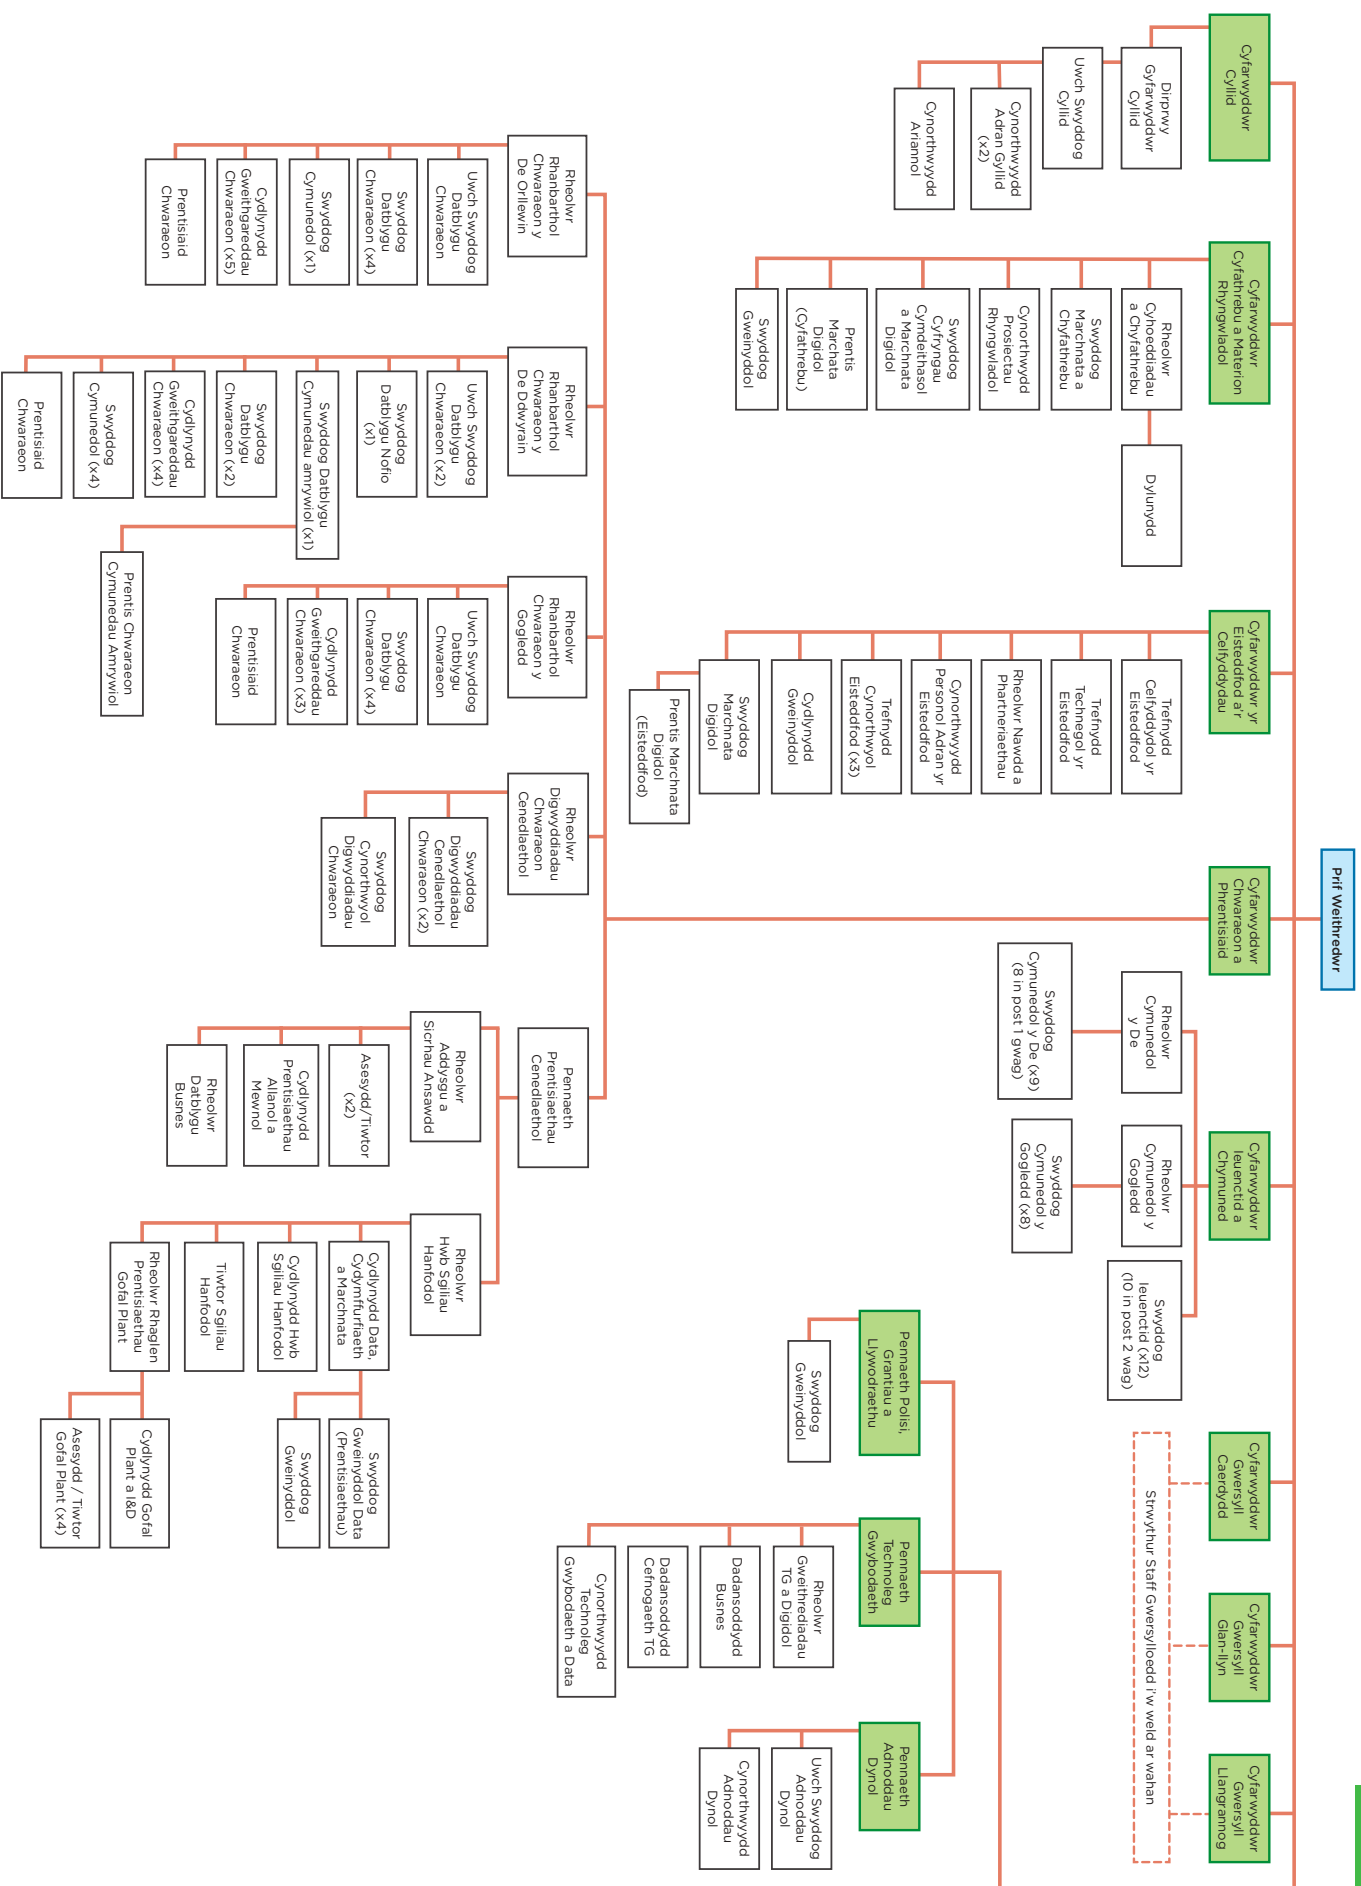 Prif Weithredwr
Cyfarwyddwr
Cyllid
Dirprwy
Gyfarwyddwr
Cyllid
Uwch Swyddog
Cyllid
Cynorthwyydd
Adran Gyllid
(x2)
Cynorthwyydd
Ariannol
Cyfarwyddwr
Cyfathrebu a Materion
Rhyngwladol
Rheolwr
Cyhoeddiadau
a Chyfathrebu
Dylunydd
Swyddog
Marchnata a
Chyfathrebu
Cynorthwydd
Prosiectau
Rhyngwladol
Swyddog
Cyfryngau
Cymdeithasol
a Marchnata
Digidol
Prentis
Marchata
Digidol
(Cyfathrebu)
Swyddog
Gweinyddol
Cyfarwyddwr yr
Eisteddfod a'r
Celfyddydau
Trefnydd
Celfyddydol yr
Eisteddfod
Trefnydd
Technegol yr
Eisteddfod
Rheolwr Nawdd a
Phartneriaethau
Cynorthwyydd
Personol Adran yr
Eisteddfod
Trefnydd
Cynorthwyol
Eisteddfod (x3)
Cydlynydd
Gweinyddol
Swyddog
Marchnata
Digidol
Prentis Marchnata
Digidol
(Eisteddfod)
Cyfarwyddwr
Chwaraeon a
Phrentisiaid
Rheolwr
Rhanbarthol
Chwaraeon y
De Orllewin
Uwch Swyddog
Datblygu
Chwaraeon
Swyddog
Datblygu
Chwaraeon (x4)
Swyddog
Cymunedol (x1)
Cydlynydd
Gweithgareddau
Chwaraeon (x5)
Prentisiaid
Chwaraeon
Rheolwr
Rhanbarthol
Chwaraeon y
De Ddwyrain
Uwch Swyddog
Datblygu
Chwaraeon (x2)
Swyddog
Datblygu Nofio
(x1)
Swyddog Datblygu
Cymunedau amrywiol (x1)
Prentis Chwaraeon
Cymunedau Amrywiol
Swyddog
Datblygu
Chwaraeon (x2)
Cydlynydd
Gweithgareddau
Chwaraeon (x4)
Swyddog
Cymunedol (x4)
Prentisiaid
Chwaraeon
Rheolwr
Rhanbarthol
Chwaraeon y
Gogledd
Uwch Swyddog
Datblygu
Chwaraeon
Swyddog
Datblygu
Chwaraeon (x4)
Cydlynydd
Gweithgareddau
Chwaraeon (x3)
Prentisiaid
Chwaraeon
Rheolwr
Digwyddiadau
Chwaraeon
Cenedlaethol
Swyddog
Digwyddiadau
Cenedlaethol
Chwaraeon (x2)
Swyddog
Cynorthwyol
Digwyddiadau
Chwaraeon
Pennaeth
Prentisiaethau
Cenedlaethol
Rheolwr
Addysgu a
Sicrhau Ansawdd
Asesydd/Tiwtor
(x2)
Cydlynydd
Prentisiaethau
Allanol a
Mewnol
Rheolwr
Datblygu
Busnes
Rheolwr
Hwb Sgiliau
Hanfodol
Cydlynydd Data,
Cydymffurfiaeth
a Marchnata
Swyddog
Gweinyddol Data
(Prentisiaethau)
Swyddog
Gweinyddol
Cydlynydd Hwb
Sgiliau Hanfodol
Tiwtor Sgiliau
Hanfodol
Rheolwr Rhaglen
Prentisiaethau
Gofal Plant
Cydlynydd Gofal
Plant a I&D
Asesydd / Tiwtor
Gofal Plant (x4)
Cyfarwyddwr
Ieuenctid a
Chymuned
Rheolwr
Cymunedol
y De
Swyddog
Cymunedol y De (x9)
(8 in post 1 gwag)
Rheolwr
Cymunedol y
Gogledd
Swyddog
Cymunedol y
Gogledd (x8)
Swyddog
Ieuenctid (x12)
(10 in post 2 wag)
Cyfarwyddwr
Gwersyll
Caerdydd
Cyfarwyddwr
Gwersyll
Glan-llyn
Cyfarwyddwr
Gwersyll
Llangrannog
Strwythur Staff Gwersylloedd i'w weld ar wahan
Pennaeth Polisi,
Grantiau a
Llywodraethu
Swyddog
Gweinyddol
Pennaeth
Technoleg
Gwybodaeth
Rheolwr
Gweithrediadau
TG a Digidol
Dadansoddydd
Busnes
Dadansoddydd
Cefnogaeth TG
Cynorthwyydd
Technoleg
Gwybodaeth a Data
Pennaeth
Adnoddau
Dynol
Uwch Swyddog
Adnoddau
Dynol
Cynorthwyydd
Adnoddau
Dynol